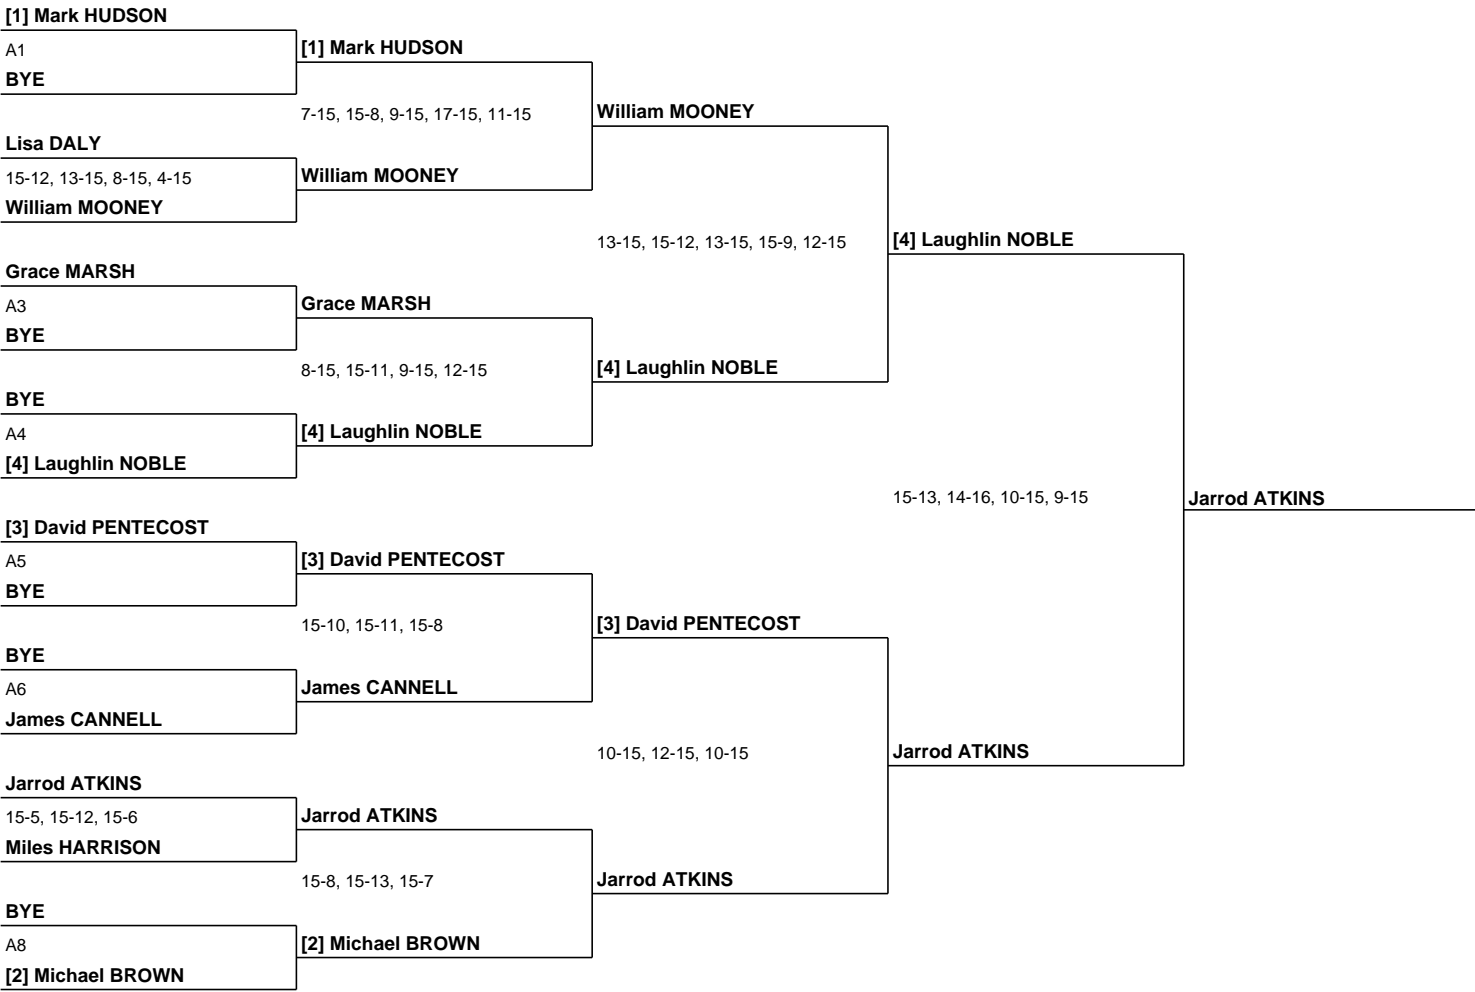 [1] Mark HUDSON
A1
BYE
Lisa DALY
15-12, 13-15, 8-15, 4-15
William MOONEY
Grace MARSH
A3
BYE
BYE
A4
[4] Laughlin NOBLE
[3] David PENTECOST
A5
BYE
BYE
A6
James CANNELL
Jarrod ATKINS
15-5, 15-12, 15-6
Miles HARRISON
BYE
A8
[2] Michael BROWN
[1] Mark HUDSON
7-15, 15-8, 9-15, 17-15, 11-15
William MOONEY
Grace MARSH
8-15, 15-11, 9-15, 12-15
[4] Laughlin NOBLE
[3] David PENTECOST
15-10, 15-11, 15-8
James CANNELL
Jarrod ATKINS
15-8, 15-13, 15-7
[2] Michael BROWN
William MOONEY
13-15, 15-12, 13-15, 15-9, 12-15
[4] Laughlin NOBLE
[3] David PENTECOST
10-15, 12-15, 10-15
Jarrod ATKINS
[4] Laughlin NOBLE
15-13, 14-16, 10-15, 9-15
Jarrod ATKINS
Jarrod ATKINS